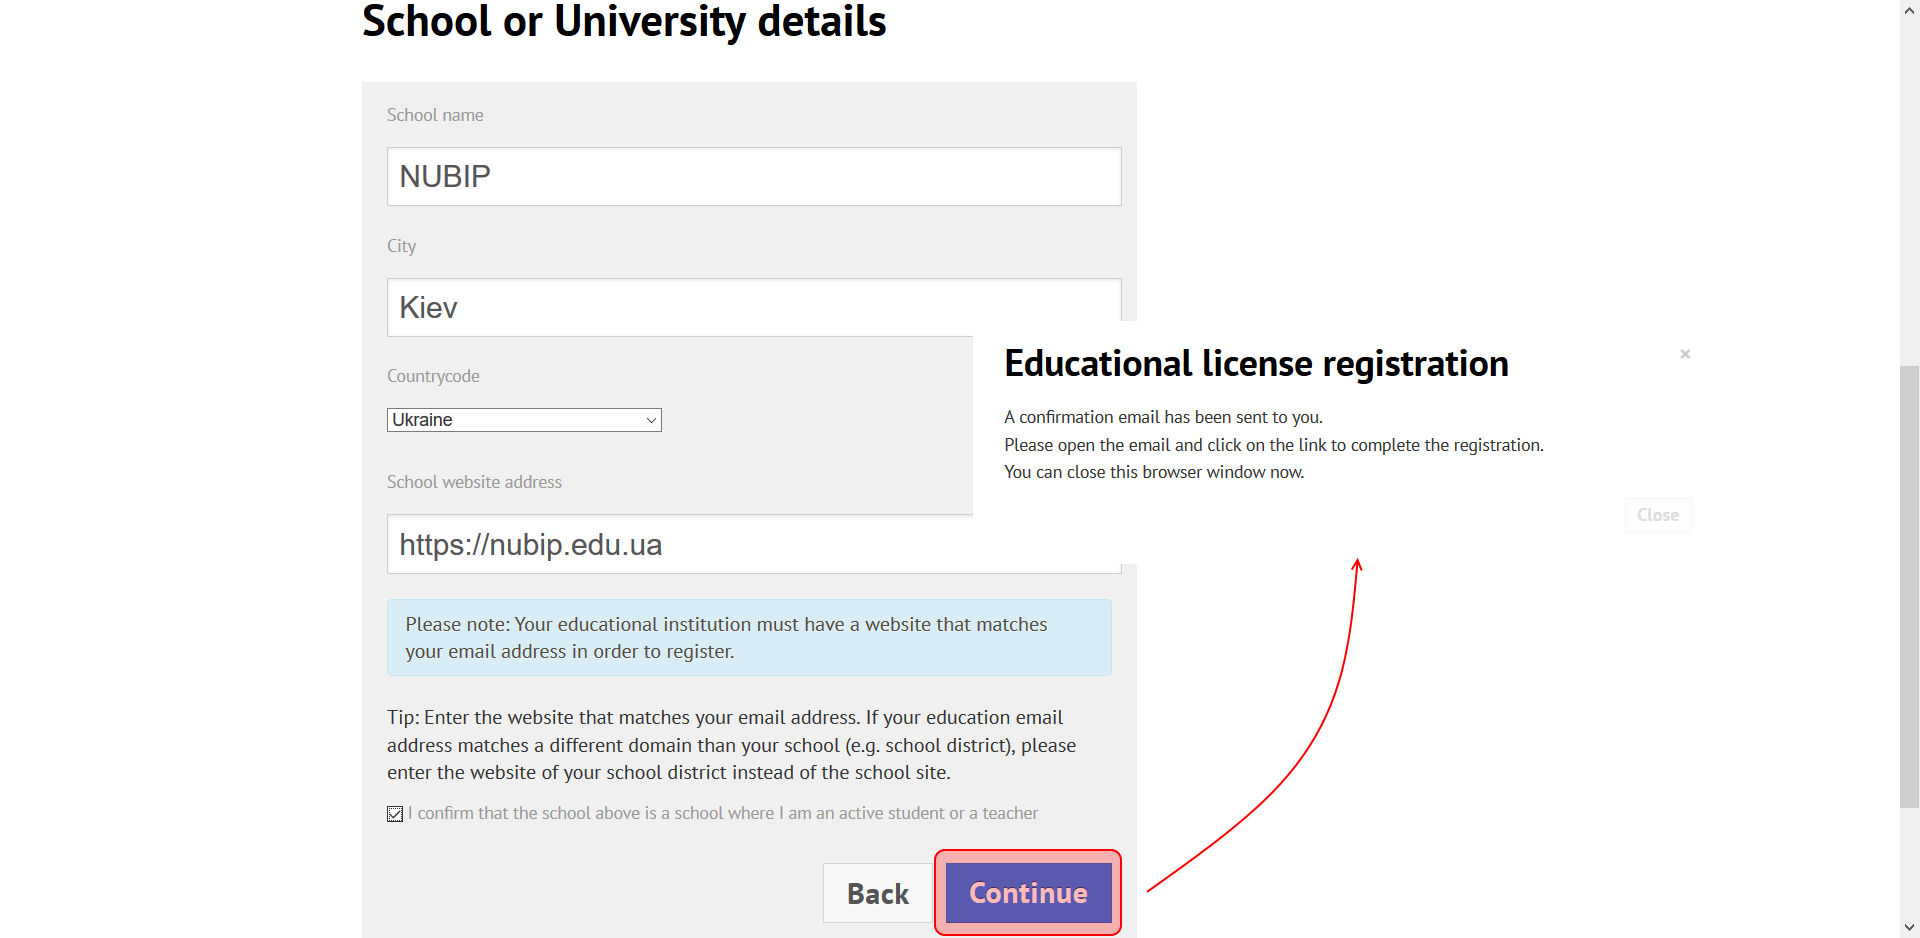 School or University details
School name
NUBIP
City
Kiev
Countrycode
Ukraine
School website address
https://nubip.edu.ua
Please note: Your educational institution must have a website that matches
your email address in order to register.
Tip: Enter the website that matches your email address. If your education email
address matches a different domain than your school (e.g. school district), please
enter the website of your school district instead of the school site.
I confirm that the school above is a school where I am an active student or a teacher
Back
Continue
Educational license registration
×
A confirmation email has been sent to you.
Please open the email and click on the link to complete the registration.
You can close this browser window now.
Close